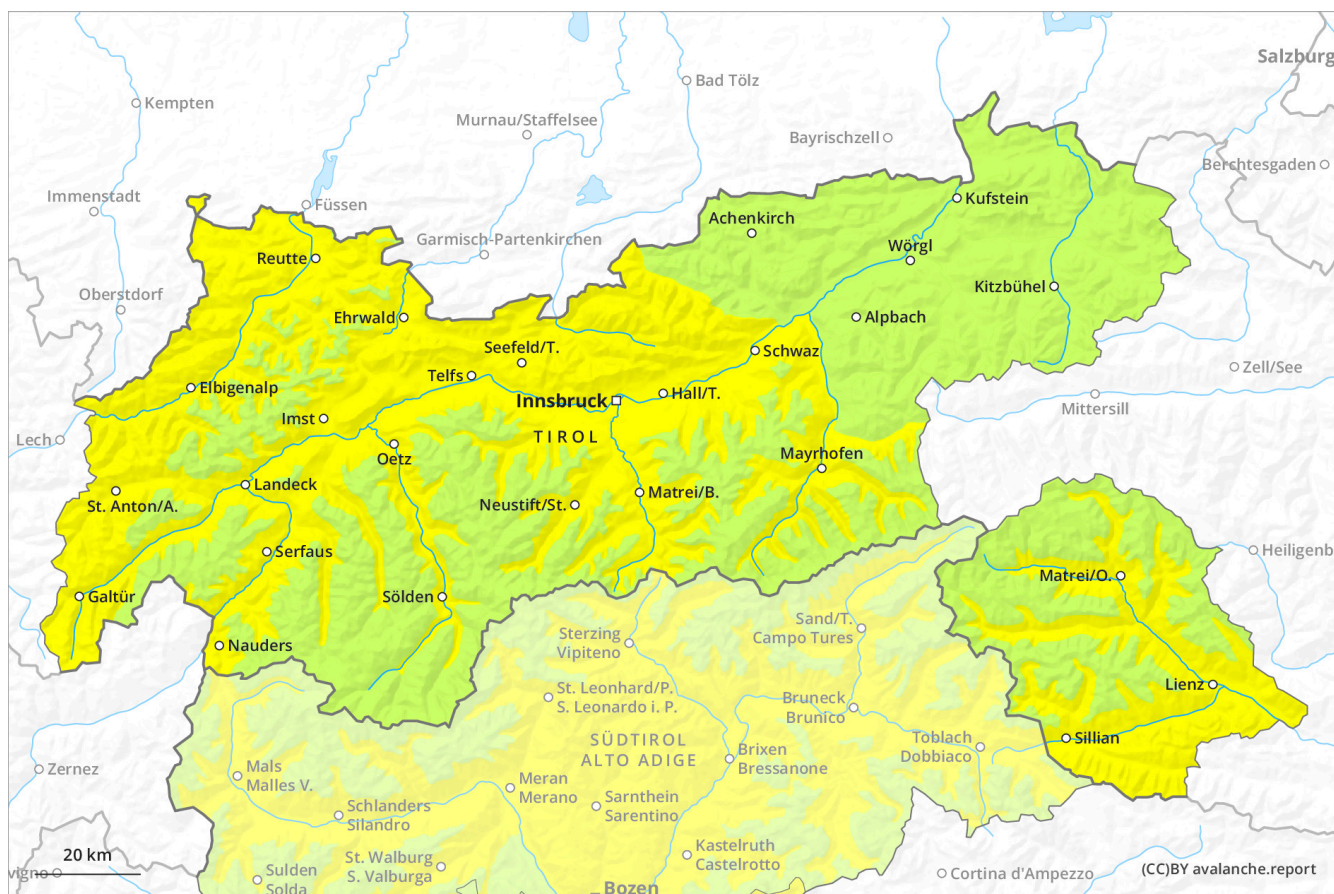 Salzburg
Bad Tölz
Kempten
Murnau/Staffelsee
Bayrischzell
Berchtesgaden
Immenstadt
Füssen
Kufstein
Achenkirch
Garmisch-Partenkirchen
Wörgl
Reutte
Kitzbühel
Oberstdorf
Ehrwald
Alpbach
Seefeld/T.
Schwaz
Zell/See
Telfs
Elbigenalp
Hall/T.
Innsbruck
Mittersill
Imst
Lech
TIROL
Oetz
Mayrhofen
Landeck
St. Anton/A.
Neustift/St.
Matrei/B.
Serfaus
Heiligenb
Matrei/O.
Galtür
Sölden
Sterzing
Vipiteno
Sand/T.
Campo Tures
Nauders
Lienz
St. Leonhard/P.
S. Leonardo i. P.
Bruneck
Brunico
Sillian
SÜDTIROL
ALTO ADIGE
Toblach
Dobbiaco
Brixen
Bressanone
Zernez
Mals
Malles V.
Meran
Merano
Sarnthein
Sarentino
Schlanders
Silandro
Kastelruth
Castelrotto
20 km
St. Walburg
S. Valburga
vigno
Sulden
Solda
Cortina d'Ampezzo
(CC)BY avalanche.report
Bozen